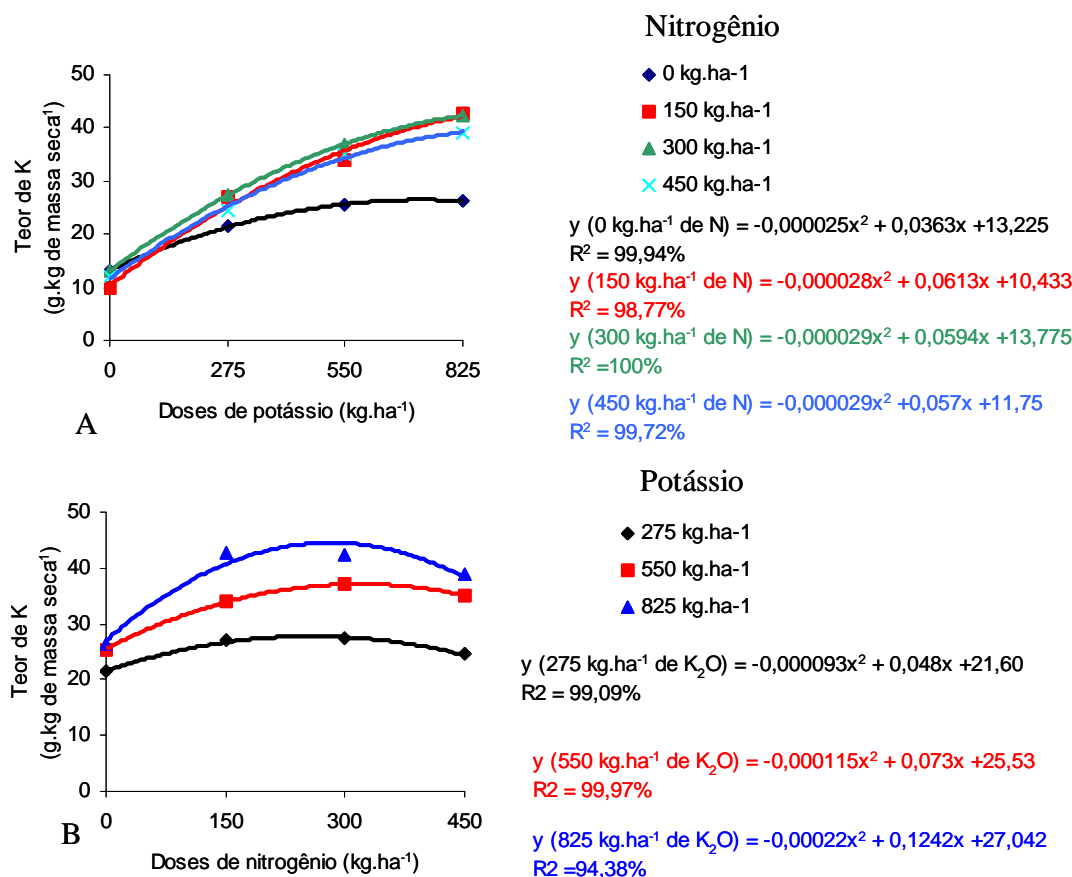 Nitrogênio
0 kg.ha-1
150 kg.ha-1
300 kg.ha-1
450 kg.ha-1
Teor de K
(g.kg de massa seca¹)
50
40
30
20
10
0
0 275 550 825
Doses de potássio (kg.ha⁻¹)
A
y (0 kg.ha⁻¹ de N) = -0,000025x² + 0,0363x +13,225
R² = 99,94%
y (150 kg.ha⁻¹ de N) = -0,000028x² + 0,0613x +10,433
R² = 98,77%
y (300 kg.ha⁻¹ de N) = -0,000029x² + 0,0594x +13,775
R² =100%
y (450 kg.ha⁻¹ de N) = -0,000029x² +0,057x +11,75
R² = 99,72%
Potássio
275 kg.ha-1
550 kg.ha-1
825 kg.ha-1
Teor de K
(g.kg de massa seca¹)
50
40
30
20
10
0
0 150 300 450
Doses de nitrogênio (kg.ha⁻¹)
B
y (275 kg.ha⁻¹ de K₂O) = -0,000093x² + 0,048x +21,60
R2 = 99,09%
y (550 kg.ha⁻¹ de K₂O) = -0,000115x² + 0,073x +25,53
R2 = 99,97%
y (825 kg.ha⁻¹ de K₂O) = -0,00022x² + 0,1242x +27,042
R2 =94,38%